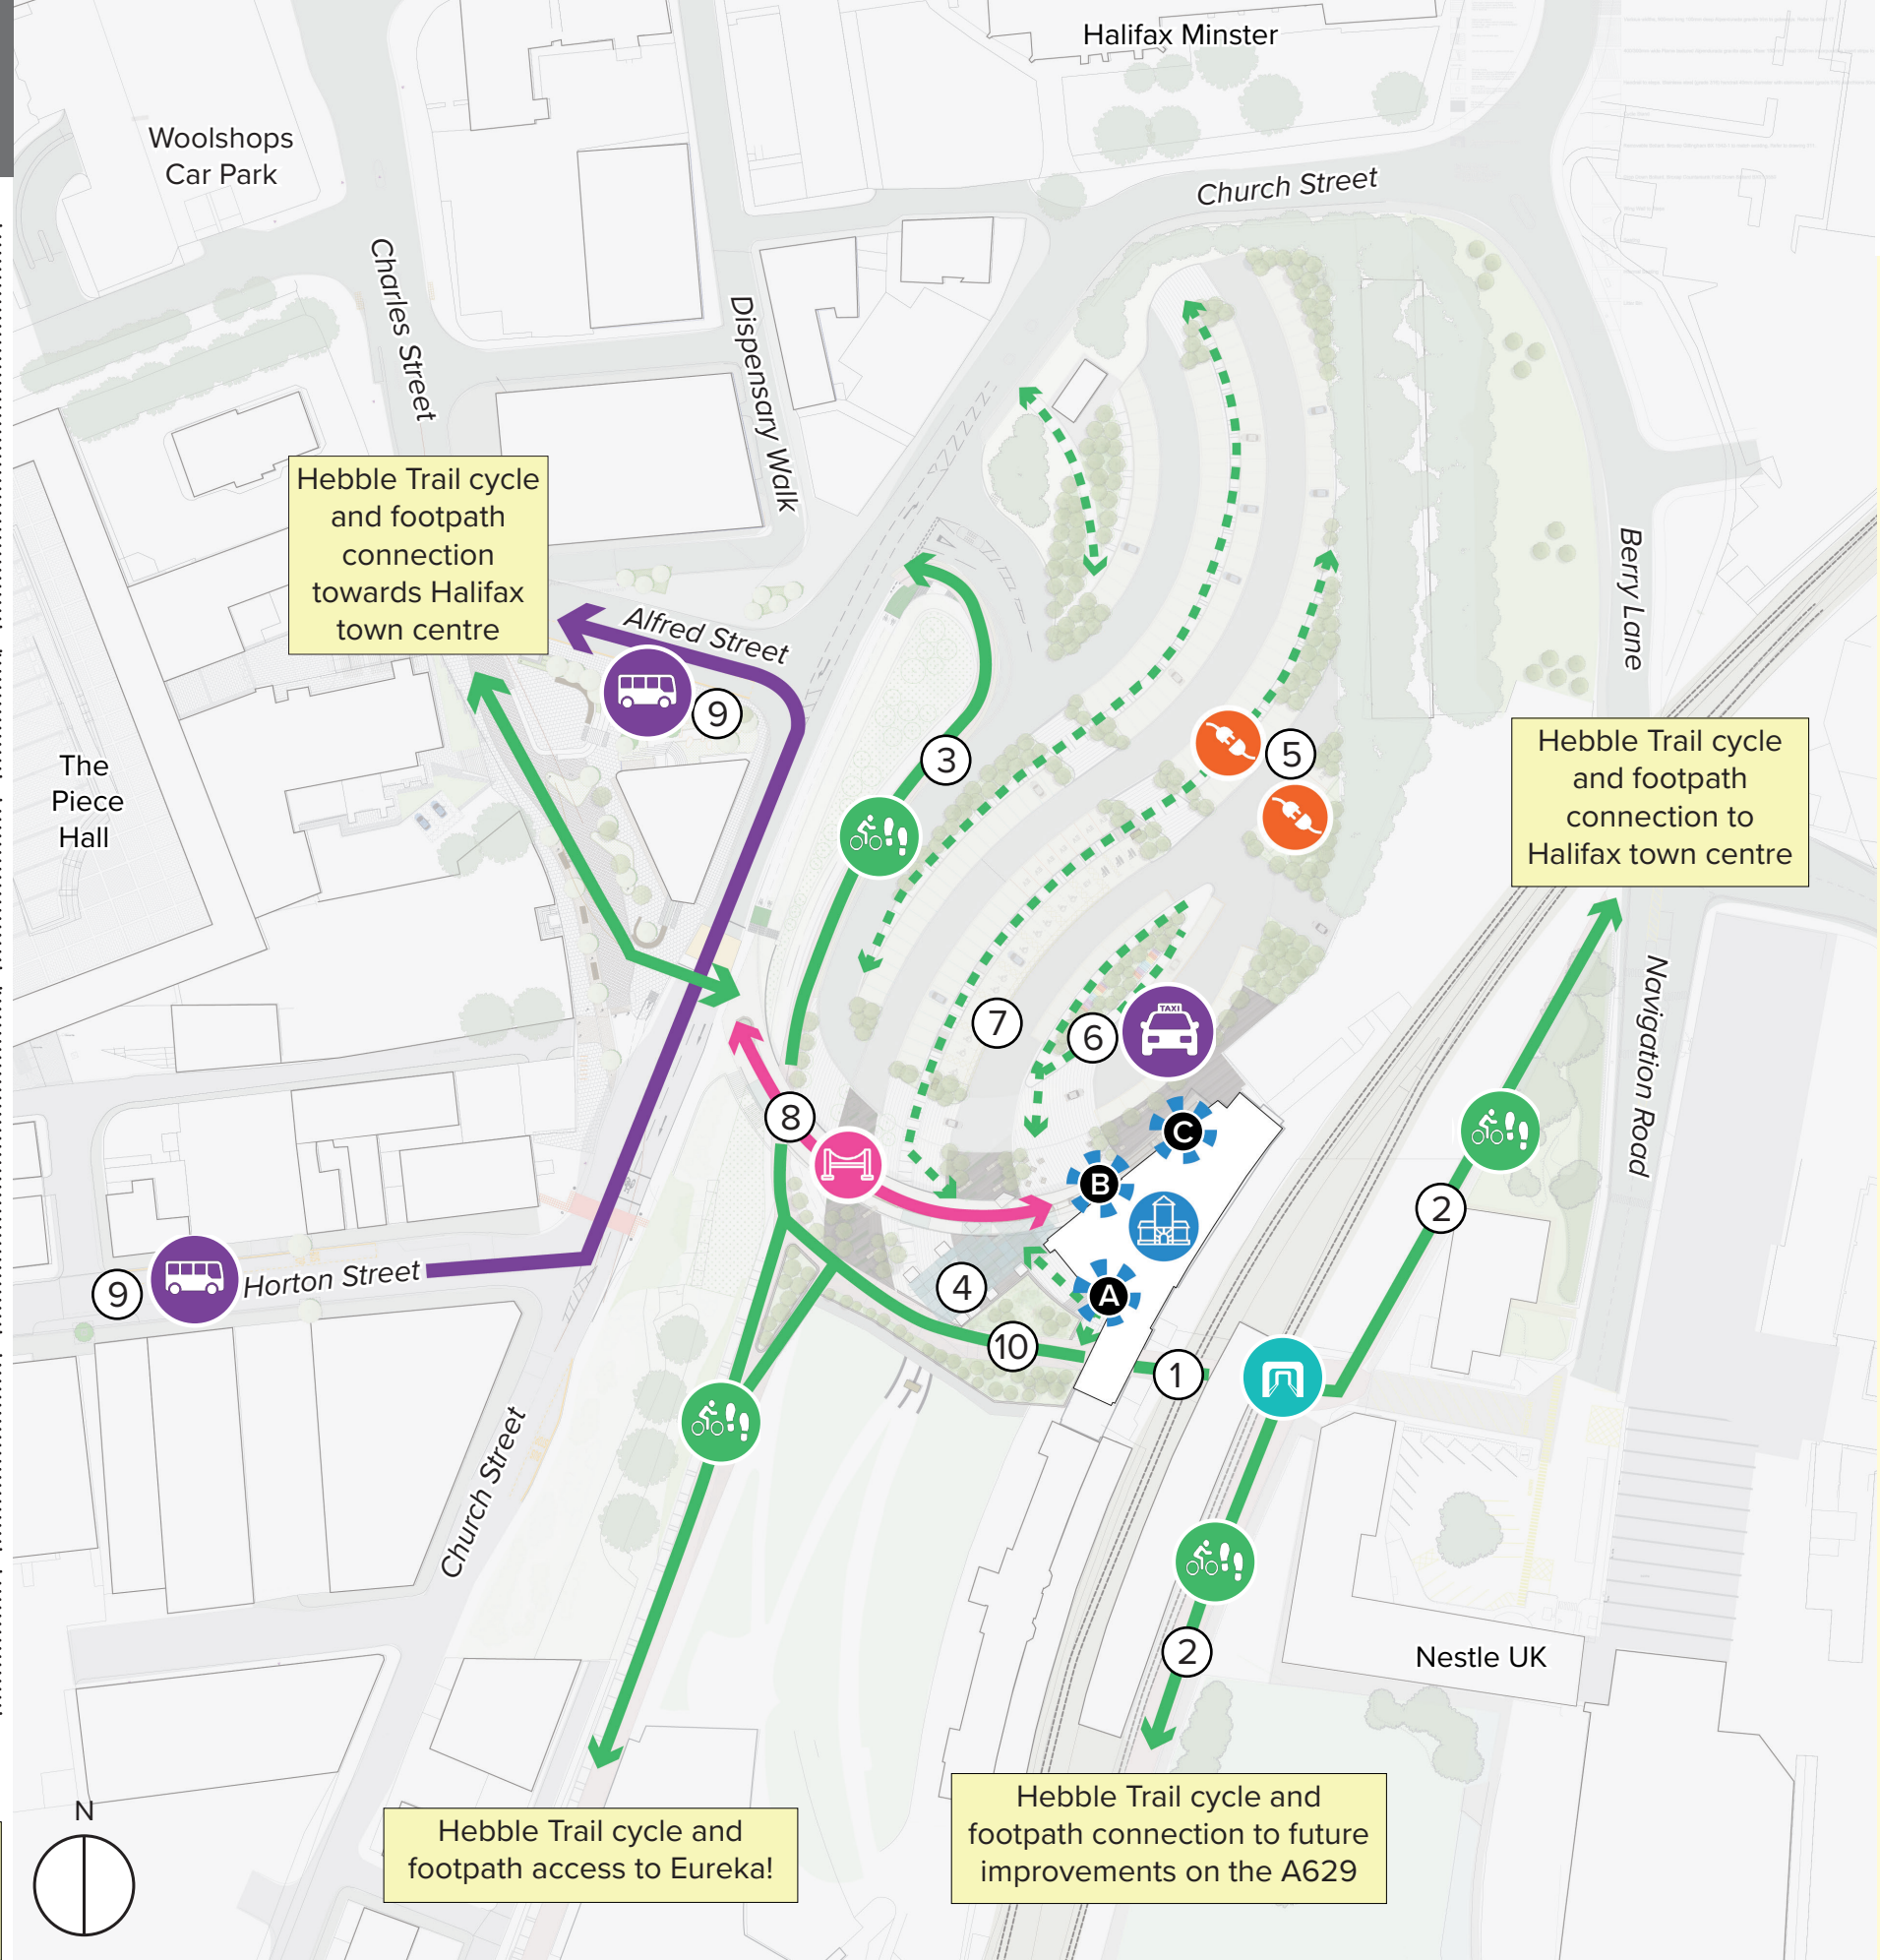 Halifax Minster
Woolshops
Car Park
Church Street
Charles Street
Dispensary Walk
Hebble Trail cycle
and footpath
connection
towards Halifax
town centre
Alfred Street
9
Berry Lane
The
Piece
Hall
3
5
Hebble Trail cycle
and footpath
connection to
Halifax town centre
7
6
TAXI
Navigation Road
8
C
B
2
9
Horton Street
4
A
10
1
Church Street
2
Nestle UK
N
Hebble Trail cycle and
footpath access to Eureka!
Hebble Trail cycle and
footpath connection to future
improvements on the A629